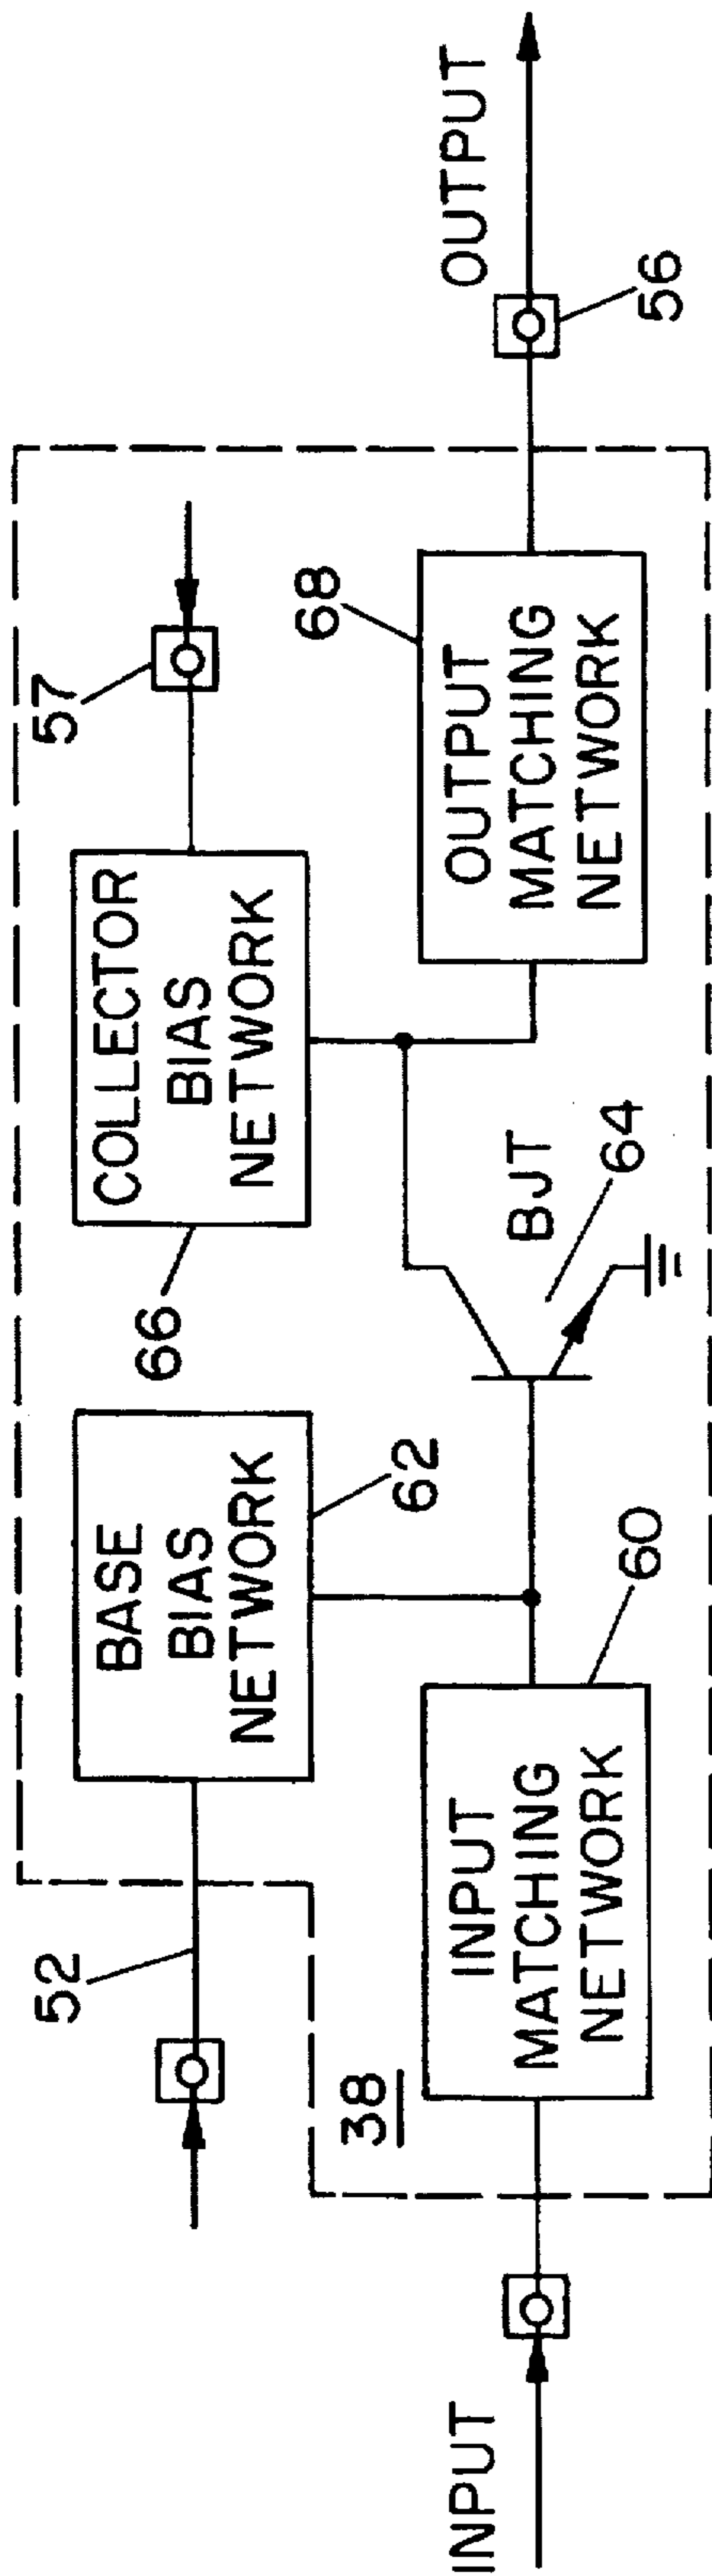 52
BASE
BIAS
NETWORK
62
COLLECTOR
BIAS
NETWORK
66
57
38
INPUT
INPUT
MATCHING
NETWORK
60
BJT
64
OUTPUT
MATCHING
NETWORK
68
OUTPUT
56